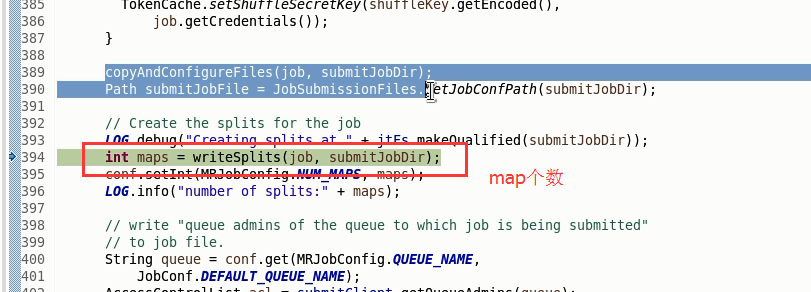 385 TokenCache.setShuffleSecretKey(shuffleKey.getEncoded(),
386 job.getCredentials());
387 }
388
389 copyAndConfigureFiles(job, submitJobDir);
390 Path submitJobFile = JobSubmissionFiles.getJobConfPath(submitJobDir);
391
392 // Create the splits for the job
393 LOG.debug("Creating splits at " + jtFs.makeQualified(submitJobDir));
394 int maps = writeSplits(job, submitJobDir);
395 conf.setInt(MRJobConfig.NUM_MAPS, maps);
map个数
396 LOG.info("number of splits:" + maps);
397
398 // write "queue admins of the queue to which job is being submitted"
399 // to job file.
400 String queue = conf.get(MRJobConfig.QUEUE_NAME,
401 JobConf.DEFAULT_QUEUE_NAME);
402 AccessControlList acl = submitClient.getQueueAdmins(queue);